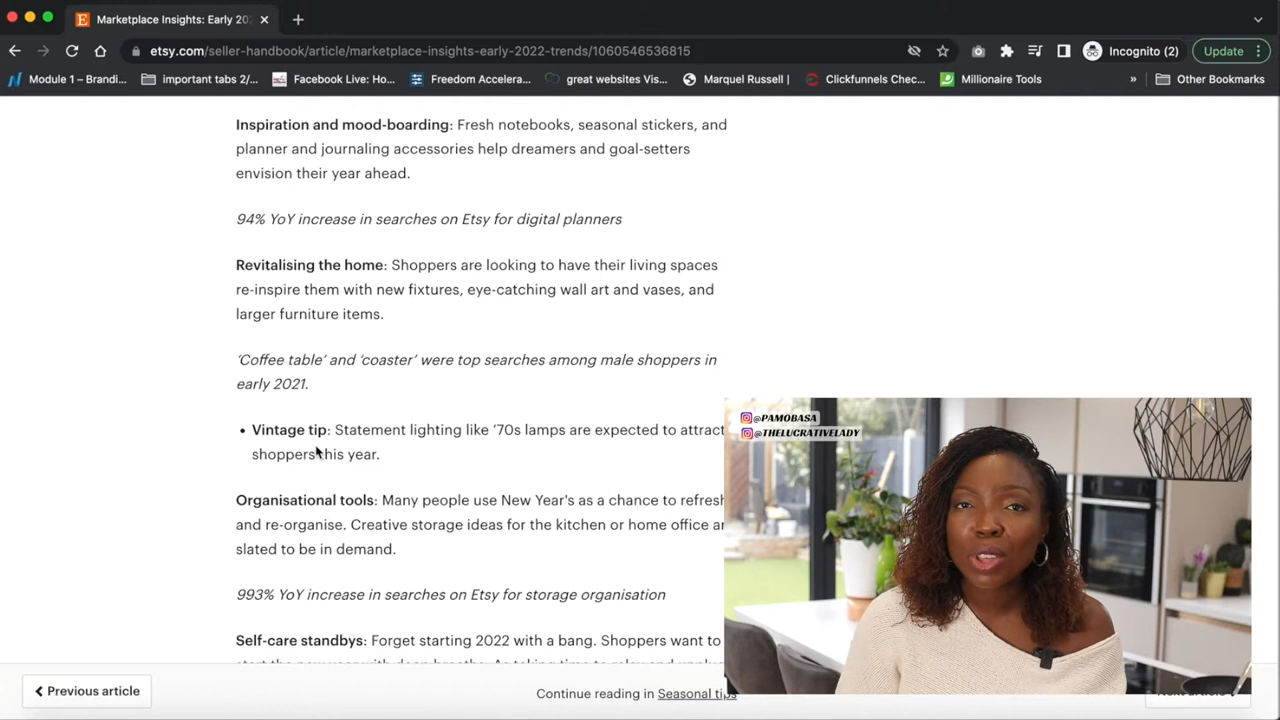 Marketplace Insights: Early 202
etsy.com/seller-handbook/article/marketplace-insights-early-2022-trends/1060546536815
Incognito (2)
Update
Module 1 – Brandi...
important tabs 2/...
Facebook Live: Ho...
Freedom Accelera...
great websites Vis...
Marquel Russell |
Clickfunnels Chec...
Millionaire Tools
»
Other Bookmarks
Inspiration and mood-boarding: Fresh notebooks, seasonal stickers, and
planner and journaling accessories help dreamers and goal-setters
envision their year ahead.
94% YoY increase in searches on Etsy for digital planners
Revitalising the home: Shoppers are looking to have their living spaces
re-inspire them with new fixtures, eye-catching wall art and vases, and
larger furniture items.
‘Coffee table’ and ‘coaster’ were top searches among male shoppers in
early 2021.
• Vintage tip: Statement lighting like ’70s lamps are expected to attract
shoppers this year.
@PAMOBASA
@THELUCRATIVELADY
Organisational tools: Many people use New Year's as a chance to refresh
and re-organise. Creative storage ideas for the kitchen or home office ar
slated to be in demand.
993% YoY increase in searches on Etsy for storage organisation
Self-care standbys: Forget starting 2022 with a bang. Shoppers want to
Previous article
Continue reading in Seasonal tips